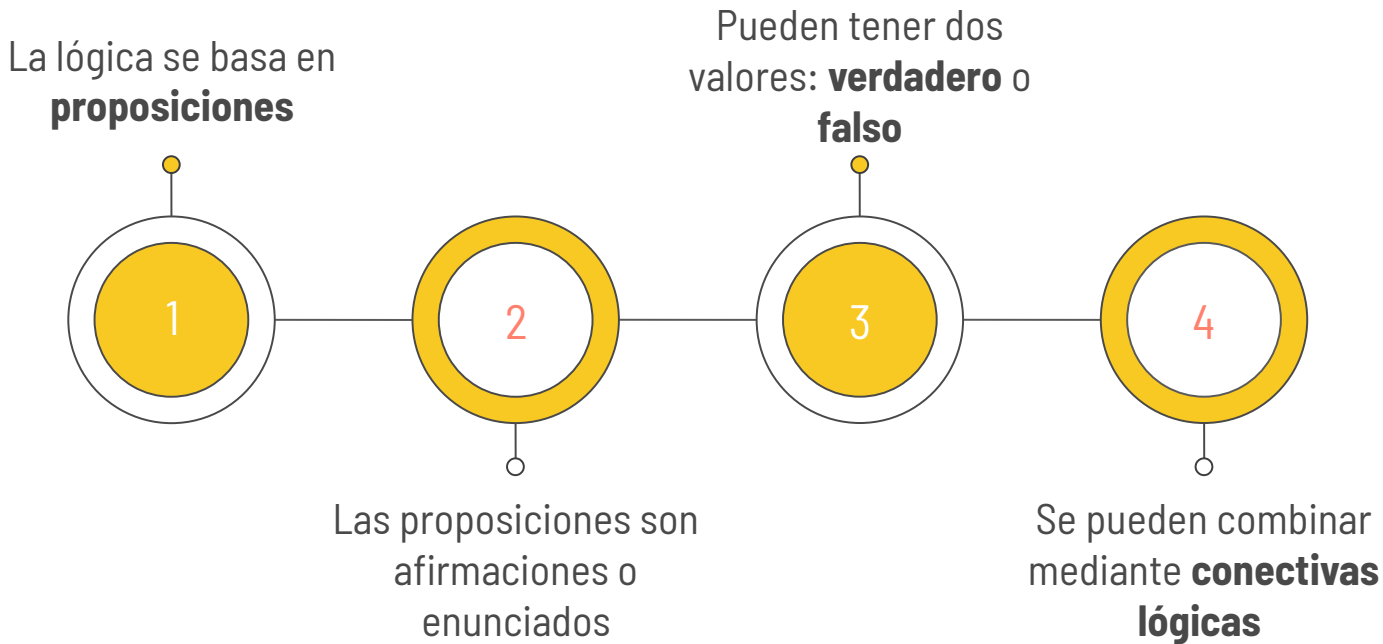 La lógica se basa en
proposiciones
1
Las proposiciones son
afirmaciones o
enunciados
2
Pueden tener dos
valores: verdadero o
falso
3
Se pueden combinar
mediante conectivas
lógicas
4